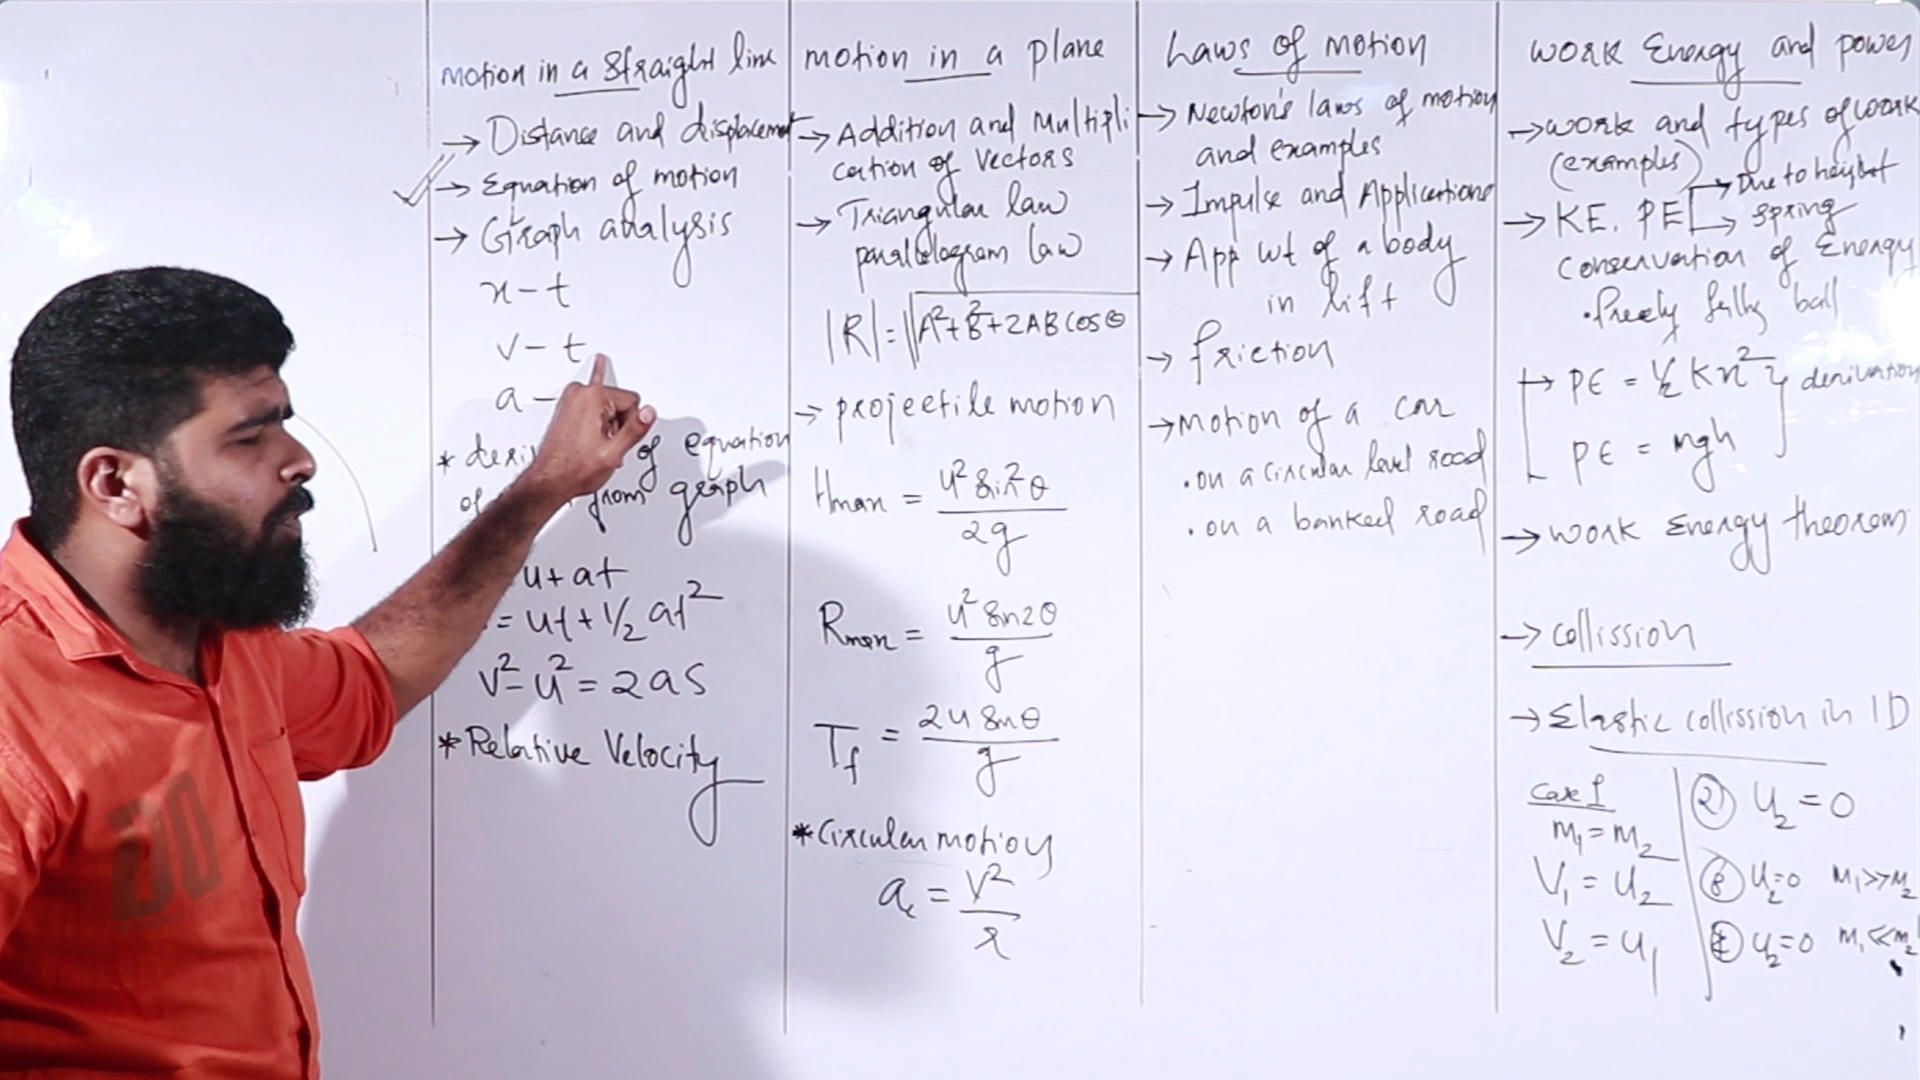 motion in a straight line
→ Distance and displacement
→ Equation of motion
→ Graph analysis
x - t
v - t
a -
* of equation
from graph
u + at
= ut + 1/2 at²
v² - u² = 2as
* Relative Velocity
motion in a plane
→ Addition and multipli
cation of vectors
→ Triangular law
parallelogram law
|R| = √A²+B²+2ABcosθ
→ projectile motion
Hmax = u² sin²θ / 2g
Rmax = u² sin2θ / g
Tf = 2u sinθ / g
* Circular motion
ac = v² / r
Laws of motion
→ Newton's laws of motion
and examples
→ Impulse and Applications
→ App wt of a body
in lift
→ friction
→ motion of a car
. on a circular level road
. on a banked road
work Energy and power
→ work and types of work
(examples) → Due to height
→ KE, PE → spring
conservation of Energy
. freely ball
→ PE = 1/2 kx² } derivation
PE = mgh
→ work Energy theorem
→ collission
→ Elastic collission in 1D
Case 1
m₁ = m₂
V₁ = u₂
V₂ = u₁
② u₂ = 0
③ u₂=0 m₁>>m₂
④ u₂=0 m₁<<m₂